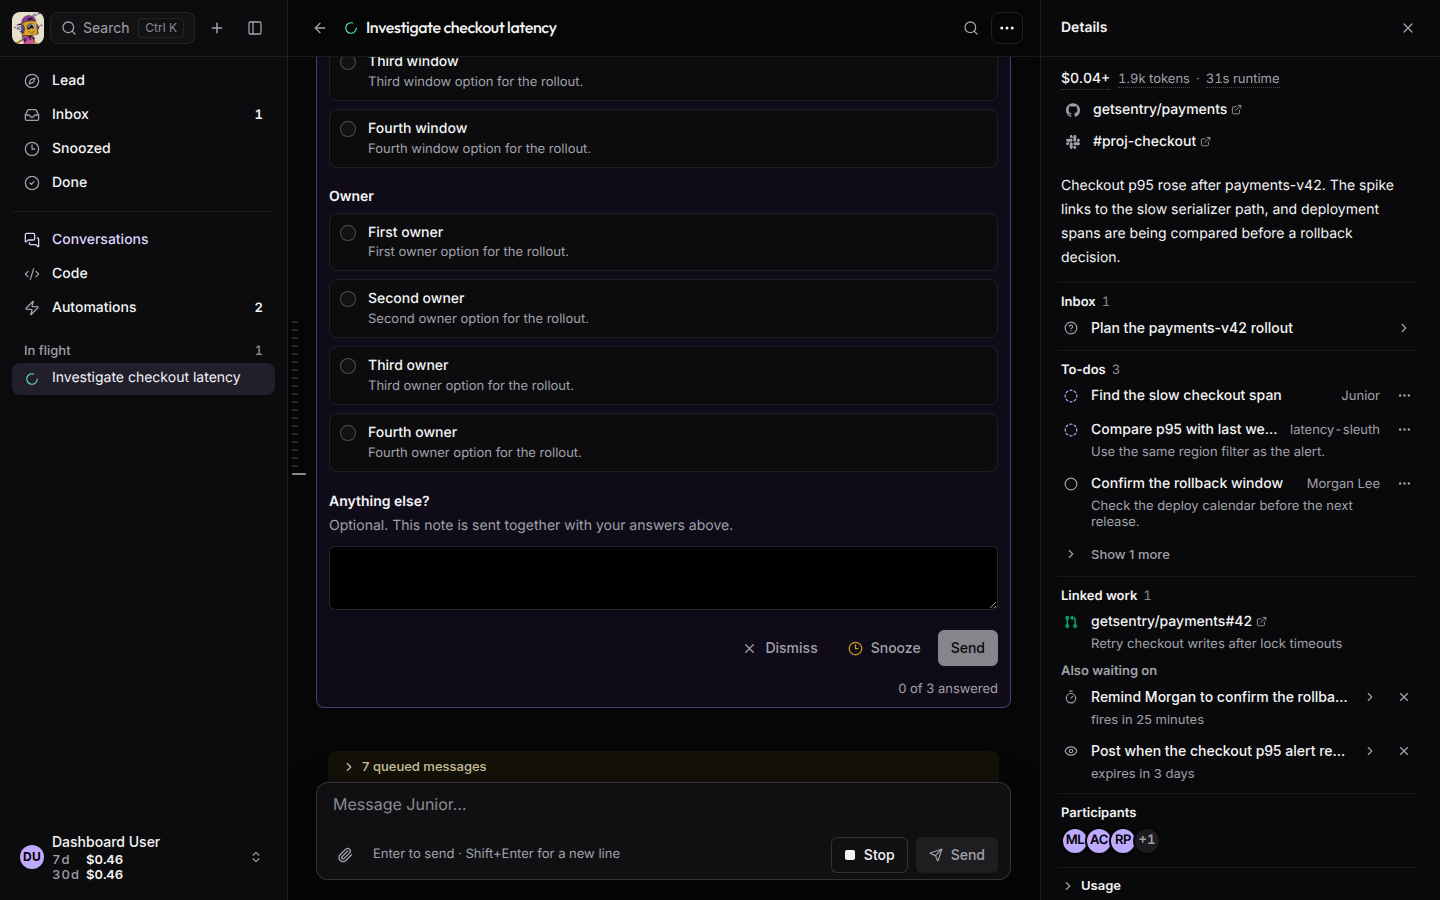 Search Ctrl K
Lead
Inbox 1
Snoozed
Done
Conversations
Code
Automations 2
In flight 1
Investigate checkout latency
DU
Dashboard User
7d $0.46
30d $0.46
Investigate checkout latency
Third window
Third window option for the rollout.
Fourth window
Fourth window option for the rollout.
Owner
First owner
First owner option for the rollout.
Second owner
Second owner option for the rollout.
Third owner
Third owner option for the rollout.
Fourth owner
Fourth owner option for the rollout.
Anything else?
Optional. This note is sent together with your answers above.
Dismiss Snooze Send
0 of 3 answered
7 queued messages
Message Junior...
Enter to send · Shift+Enter for a new line
Stop Send
Details
$0.04+ 1.9k tokens · 31s runtime
getsentry/payments
#proj-checkout
Checkout p95 rose after payments-v42. The spike
links to the slow serializer path, and deployment
spans are being compared before a rollback
decision.
Inbox 1
Plan the payments-v42 rollout
To-dos 3
Find the slow checkout span Junior
Compare p95 with last we... latency-sleuth
Use the same region filter as the alert.
Confirm the rollback window Morgan Lee
Check the deploy calendar before the next
release.
Show 1 more
Linked work 1
getsentry/payments#42
Retry checkout writes after lock timeouts
Also waiting on
Remind Morgan to confirm the rollba...
fires in 25 minutes
Post when the checkout p95 alert re...
expires in 3 days
Participants
ML AC RP +1
Usage